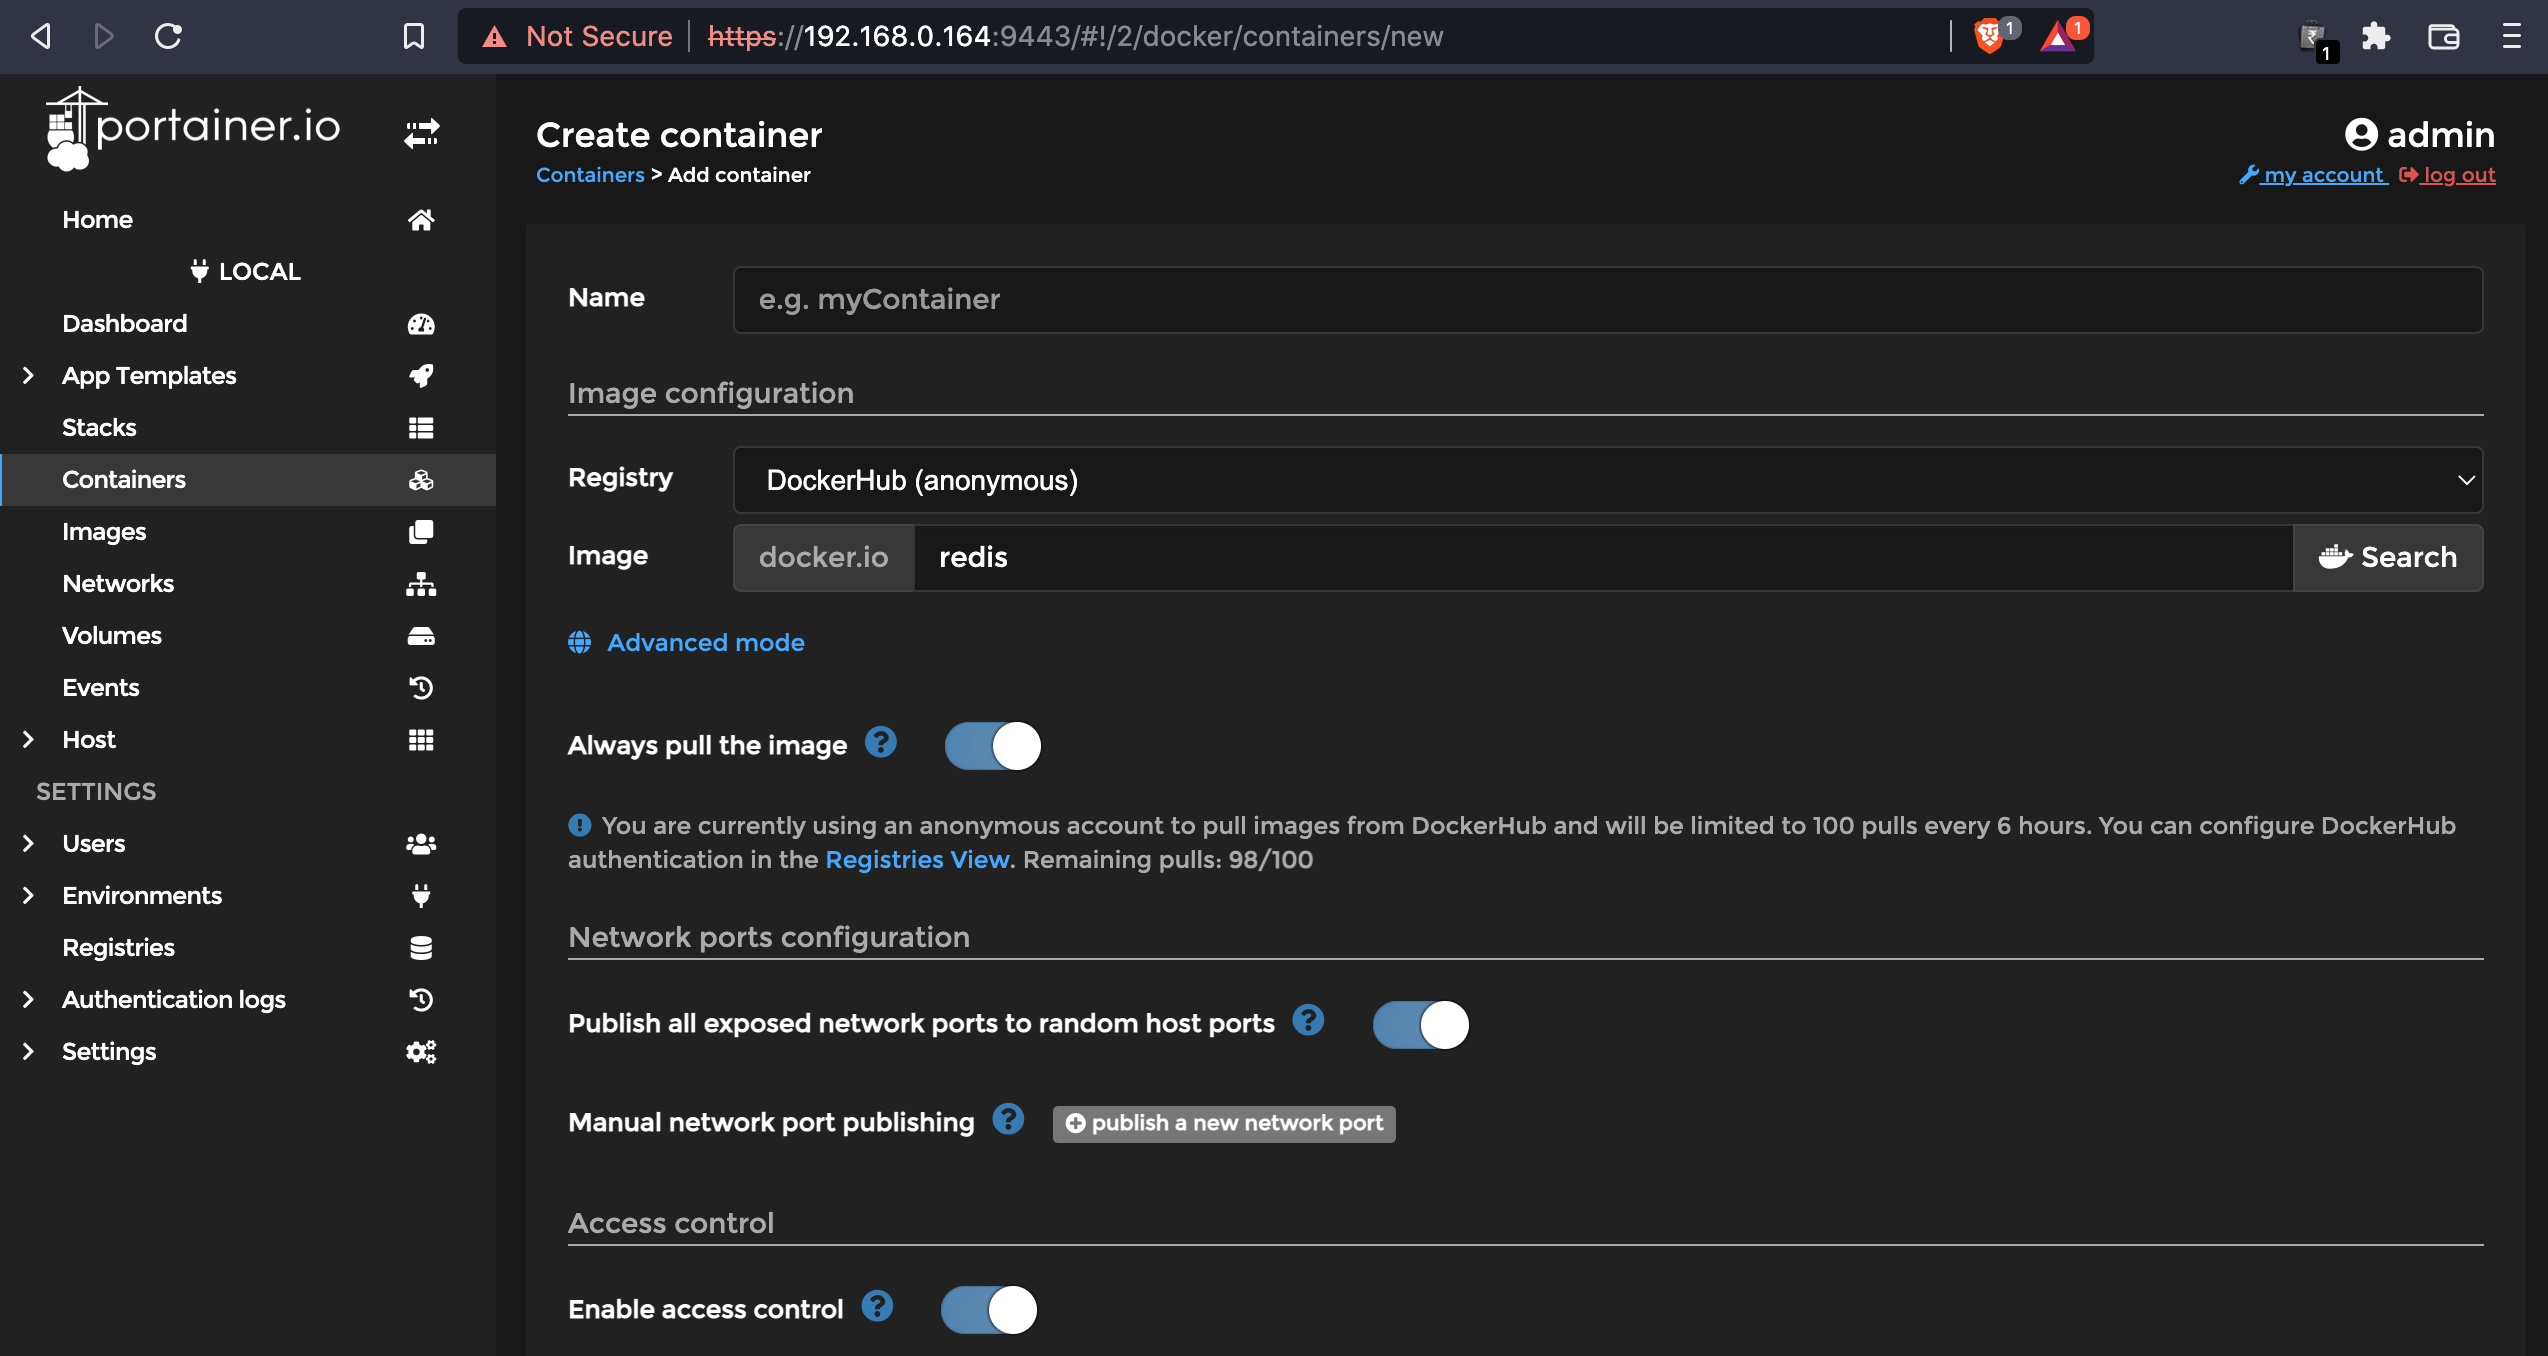 Not Secure https://192.168.0.164:9443/#!/2/docker/containers/new 1 1 ₹ 1
portainer.io
Home
LOCAL
Dashboard
App Templates
Stacks
Containers
Images
Networks
Volumes
Events
Host
SETTINGS
Users
Environments
Registries
Authentication logs
Settings
Create container
Containers > Add container
admin
my account log out
Name e.g. myContainer
Image configuration
Registry DockerHub (anonymous)
Image docker.io redis Search
Advanced mode
Always pull the image ?
! You are currently using an anonymous account to pull images from DockerHub and will be limited to 100 pulls every 6 hours. You can configure DockerHub
authentication in the Registries View. Remaining pulls: 98/100
Network ports configuration
Publish all exposed network ports to random host ports ?
Manual network port publishing ? publish a new network port
Access control
Enable access control ?